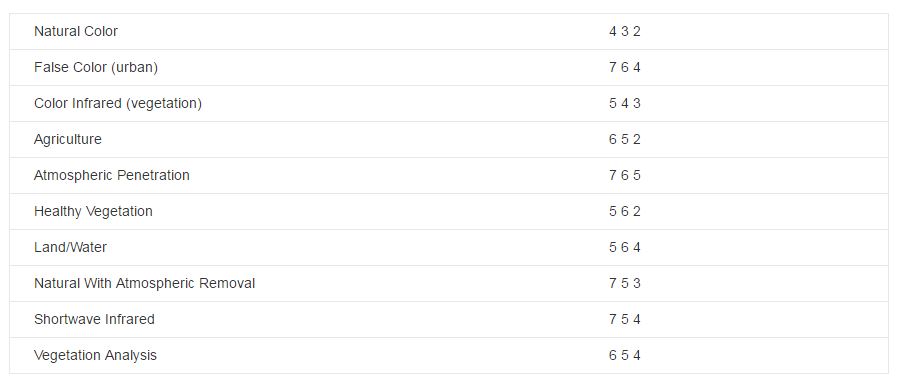 Natural Color 4 3 2
False Color (urban) 7 6 4
Color Infrared (vegetation) 5 4 3
Agriculture 6 5 2
Atmospheric Penetration 7 6 5
Healthy Vegetation 5 6 2
Land/Water 5 6 4
Natural With Atmospheric Removal 7 5 3
Shortwave Infrared 7 5 4
Vegetation Analysis 6 5 4